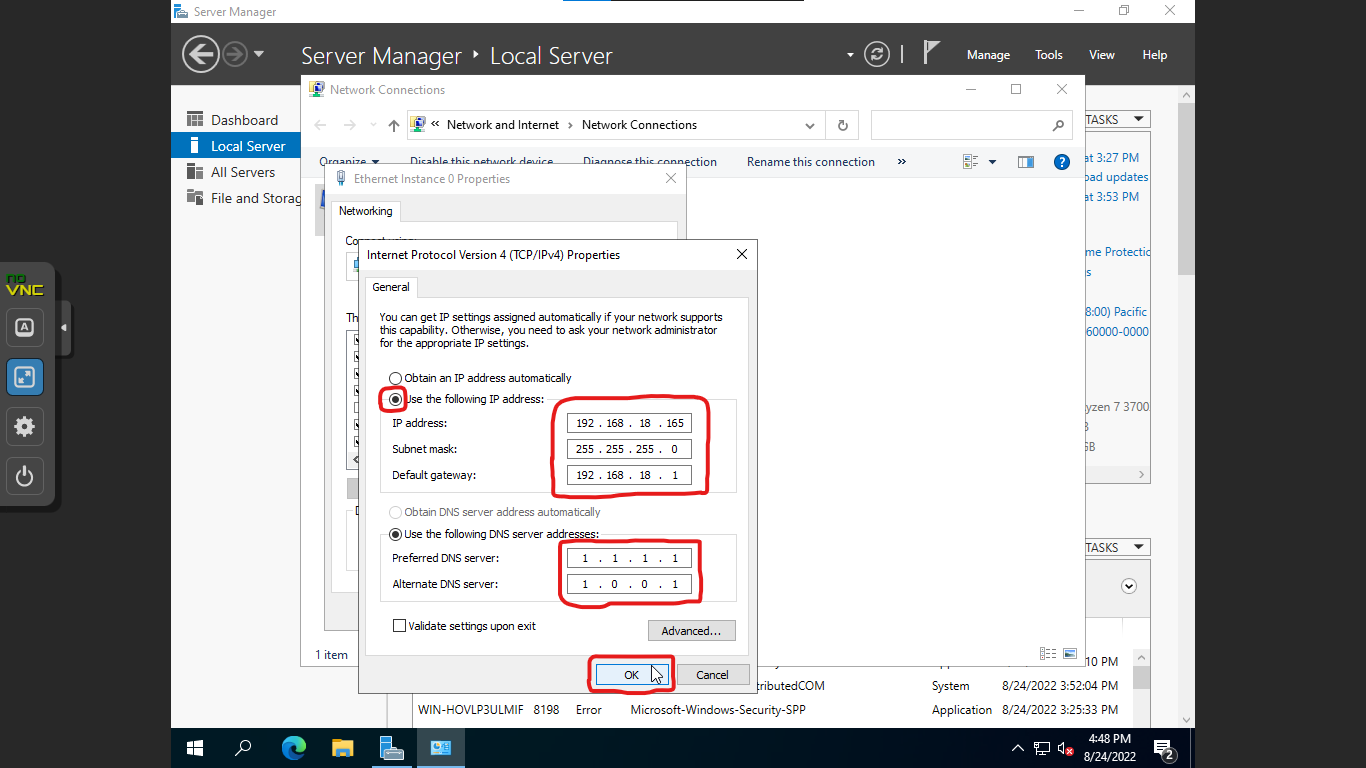 Server Manager
Server Manager ‣ Local Server
Manage Tools View Help
Dashboard
Local Server
All Servers
File and Storag
Network Connections
« Network and Internet › Network Connections
Organize Disable this network device Diagnose this connection Rename this connection »
Ethernet Instance 0 Properties
Networking
Internet Protocol Version 4 (TCP/IPv4) Properties
General
You can get IP settings assigned automatically if your network supports
this capability. Otherwise, you need to ask your network administrator
for the appropriate IP settings.
Obtain an IP address automatically
Use the following IP address:
IP address: 192 . 168 . 18 . 165
Subnet mask: 255 . 255 . 255 . 0
Default gateway: 192 . 168 . 18 . 1
Obtain DNS server address automatically
Use the following DNS server addresses:
Preferred DNS server: 1 . 1 . 1 . 1
Alternate DNS server: 1 . 0 . 0 . 1
Validate settings upon exit
Advanced...
OK Cancel
1 item
TASKS
at 3:27 PM
oad updates
at 3:53 PM
me Protectic
s
8:00) Pacific
60000-0000
yzen 7 3700
GB
TASKS
10 PM
tributedCOM System 8/24/2022 3:52:04 PM
WIN-HOVLP3ULMIF 8198 Error Microsoft-Windows-Security-SPP Application 8/24/2022 3:25:33 PM
no
VNC
A
4:48 PM
8/24/2022
2